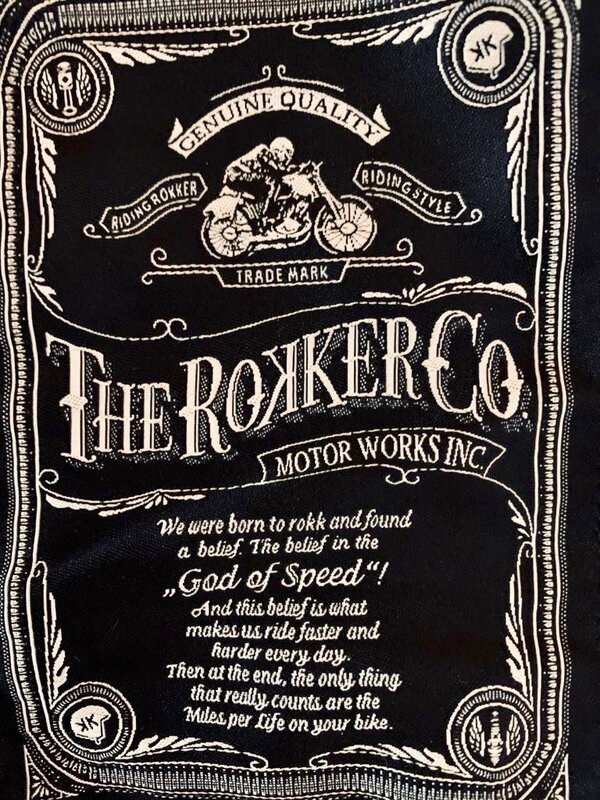 GENUINE QUALITY
RIDING ROKKER
RIDING STYLE
TRADE MARK
THE ROKKER CO.
MOTOR WORKS INC.
We were born to rokk and found
a belief. The belief in the
„God of Speed“!
And this belief is what
makes us ride faster and
harder every day.
Then at the end, the only thing
that really counts are the
Miles per Life on your bike.